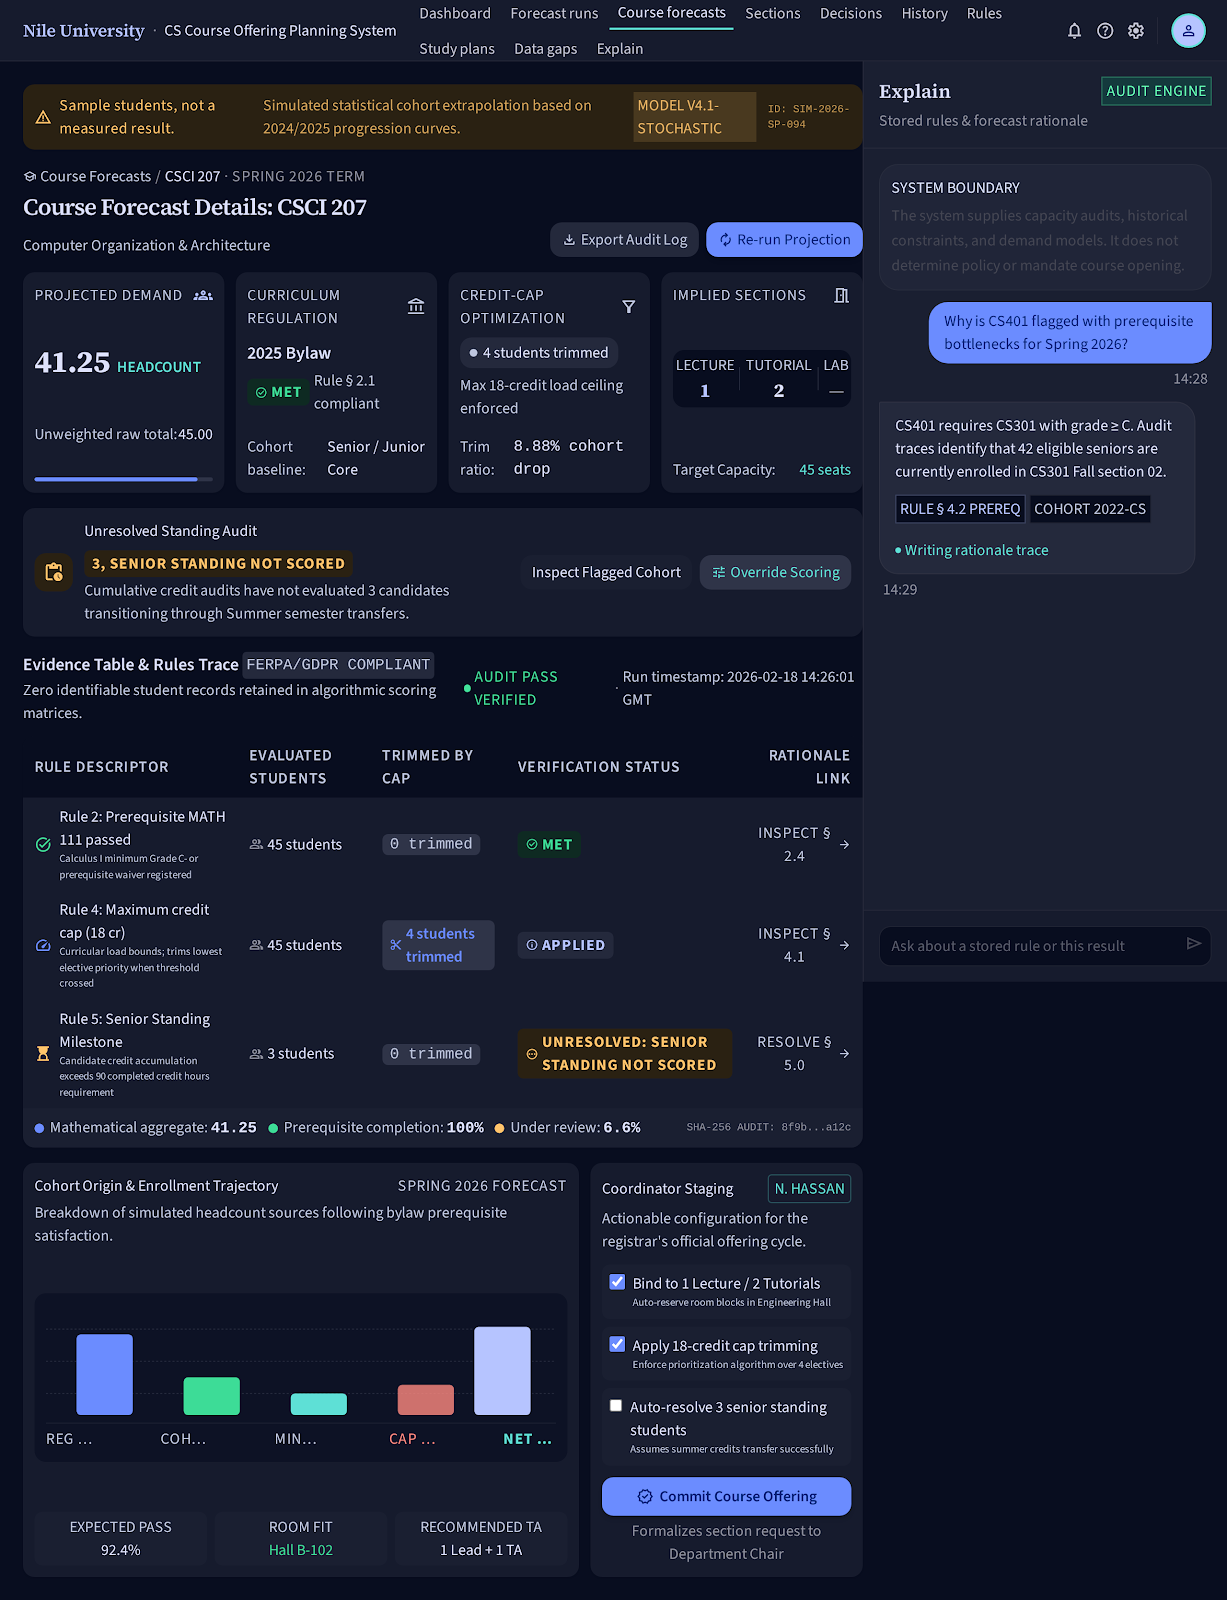 Nile University · CS Course Offering Planning System
Dashboard Forecast runs Course forecasts Sections Decisions History Rules
Study plans Data gaps Explain
Sample students, not a
measured result.
Simulated statistical cohort extrapolation based on
2024/2025 progression curves.
MODEL V4.1-
STOCHASTIC
ID: SIM-2026-
SP-094
Course Forecasts / CSCI 207 · SPRING 2026 TERM
Course Forecast Details: CSCI 207
Computer Organization & Architecture
Export Audit Log
Re-run Projection
PROJECTED DEMAND
41.25 HEADCOUNT
Unweighted raw total:45.00
CURRICULUM
REGULATION
2025 Bylaw
MET
Rule § 2.1
compliant
Cohort
baseline:
Senior / Junior
Core
CREDIT-CAP
OPTIMIZATION
4 students trimmed
Max 18-credit load ceiling
enforced
Trim
ratio:
8.88% cohort
drop
IMPLIED SECTIONS
LECTURE TUTORIAL LAB
1 2 —
Target Capacity: 45 seats
Unresolved Standing Audit
3, SENIOR STANDING NOT SCORED
Cumulative credit audits have not evaluated 3 candidates
transitioning through Summer semester transfers.
Inspect Flagged Cohort
Override Scoring
Evidence Table & Rules Trace FERPA/GDPR COMPLIANT
Zero identifiable student records retained in algorithmic scoring
matrices.
AUDIT PASS
VERIFIED
· Run timestamp: 2026-02-18 14:26:01
GMT
RULE DESCRIPTOR
EVALUATED
STUDENTS
TRIMMED BY
CAP
VERIFICATION STATUS
RATIONALE
LINK
Rule 2: Prerequisite MATH
111 passed
Calculus I minimum Grade C- or
prerequisite waiver registered
45 students
0 trimmed
MET
INSPECT §
2.4
Rule 4: Maximum credit
cap (18 cr)
Curricular load bounds; trims lowest
elective priority when threshold
crossed
45 students
4 students
trimmed
APPLIED
INSPECT §
4.1
Rule 5: Senior Standing
Milestone
Candidate credit accumulation
exceeds 90 completed credit hours
requirement
3 students
0 trimmed
UNRESOLVED: SENIOR
STANDING NOT SCORED
RESOLVE §
5.0
Mathematical aggregate: 41.25 Prerequisite completion: 100% Under review: 6.6%
SHA-256 AUDIT: 8f9b...a12c
Cohort Origin & Enrollment Trajectory
SPRING 2026 FORECAST
Breakdown of simulated headcount sources following bylaw prerequisite
satisfaction.
REG ... COH... MIN... CAP ... NET ...
EXPECTED PASS
92.4%
ROOM FIT
Hall B-102
RECOMMENDED TA
1 Lead + 1 TA
Coordinator Staging
N. HASSAN
Actionable configuration for the
registrar's official offering cycle.
Bind to 1 Lecture / 2 Tutorials
Auto-reserve room blocks in Engineering Hall
Apply 18-credit cap trimming
Enforce prioritization algorithm over 4 electives
Auto-resolve 3 senior standing
students
Assumes summer credits transfer successfully
Commit Course Offering
Formalizes section request to
Department Chair
Explain
AUDIT ENGINE
Stored rules & forecast rationale
SYSTEM BOUNDARY
The system supplies capacity audits, historical
constraints, and demand models. It does not
determine policy or mandate course opening.
Why is CS401 flagged with prerequisite
bottlenecks for Spring 2026?
14:28
CS401 requires CS301 with grade ≥ C. Audit
traces identify that 42 eligible seniors are
currently enrolled in CS301 Fall section 02.
RULE § 4.2 PREREQ COHORT 2022-CS
Writing rationale trace
14:29
Ask about a stored rule or this result